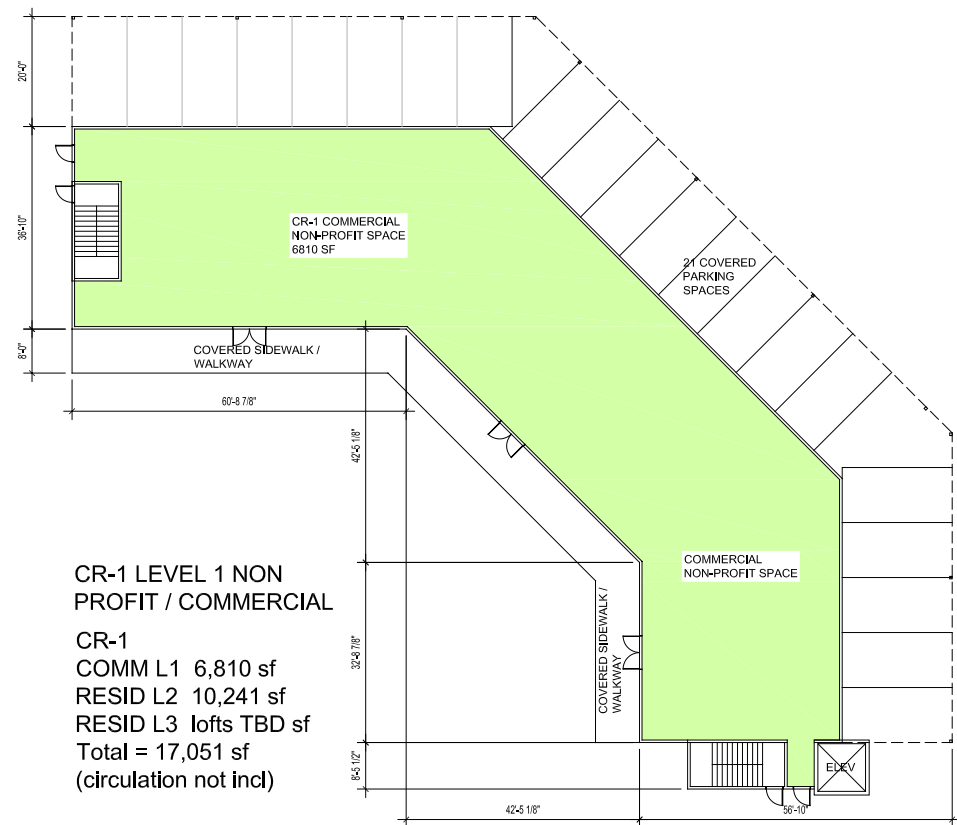 20'-0"
36'-10"
8'-0"
CR-1 COMMERCIAL
NON-PROFIT SPACE
6810 SF
21 COVERED
PARKING
SPACES
COVERED SIDEWALK /
WALKWAY
60'-8 7/8"
42'-5 1/8"
COMMERCIAL
NON-PROFIT SPACE
COVERED SIDEWALK /
WALKWAY
32'-8 7/8"
CR-1 LEVEL 1 NON
PROFIT / COMMERCIAL
CR-1
COMM L1 6,810 sf
RESID L2 10,241 sf
RESID L3 lofts TBD sf
Total = 17,051 sf
(circulation not incl)
8'-5 1/2"
ELEV
42'-5 1/8"
56'-10"